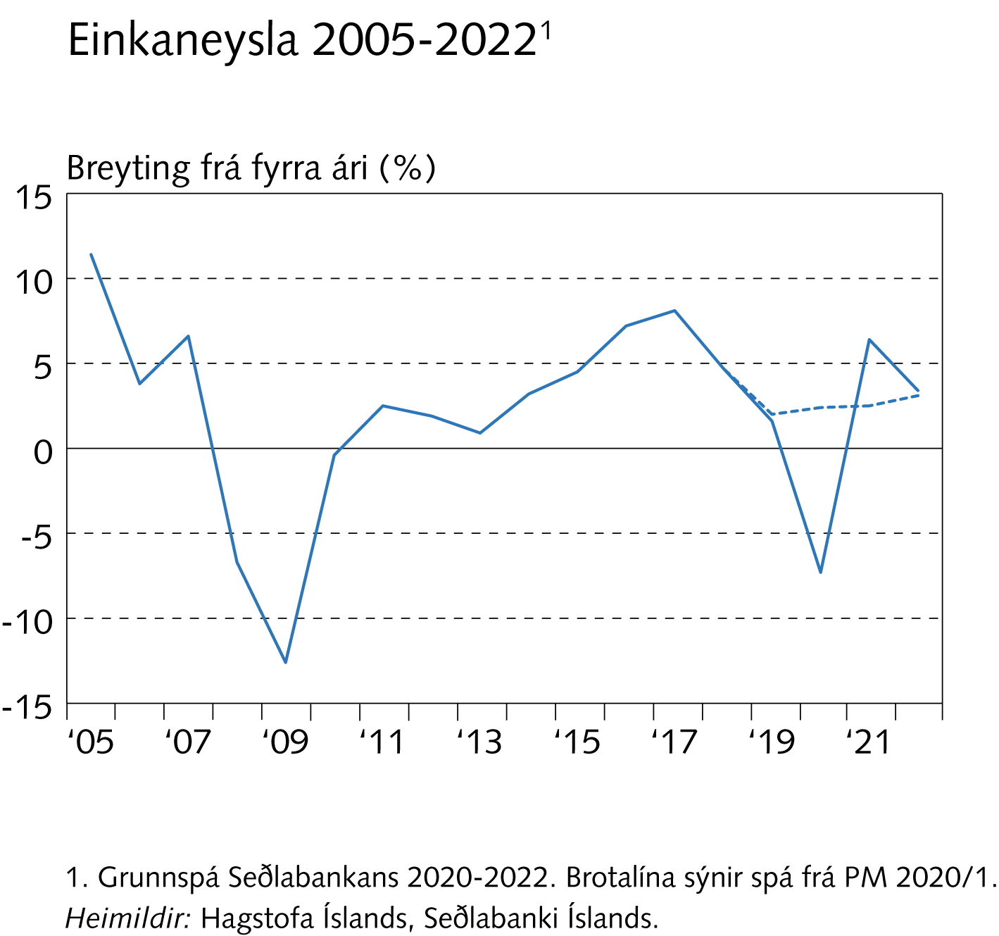 Einkaneysla 2005-2022¹
Breyting frá fyrra ári (%)
15
10
5
0
-5
-10
-15
‘05 ‘07 ‘09 ‘11 ‘13 ‘15 ‘17 ‘19 ‘21
1. Grunnspá Seðlabankans 2020-2022. Brotalína sýnir spá frá PM 2020/1.
Heimildir: Hagstofa Íslands, Seðlabanki Íslands.